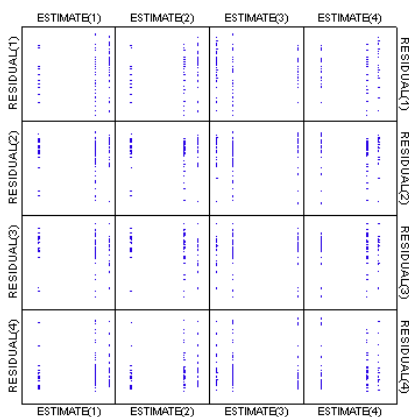 ESTIMATE(1) ESTIMATE(2) ESTIMATE(3) ESTIMATE(4)
RESIDUAL(1) RESIDUAL(1)
RESIDUAL(2) RESIDUAL(2)
RESIDUAL(3) RESIDUAL(3)
RESIDUAL(4) RESIDUAL(4)
ESTIMATE(1) ESTIMATE(2) ESTIMATE(3) ESTIMATE(4)